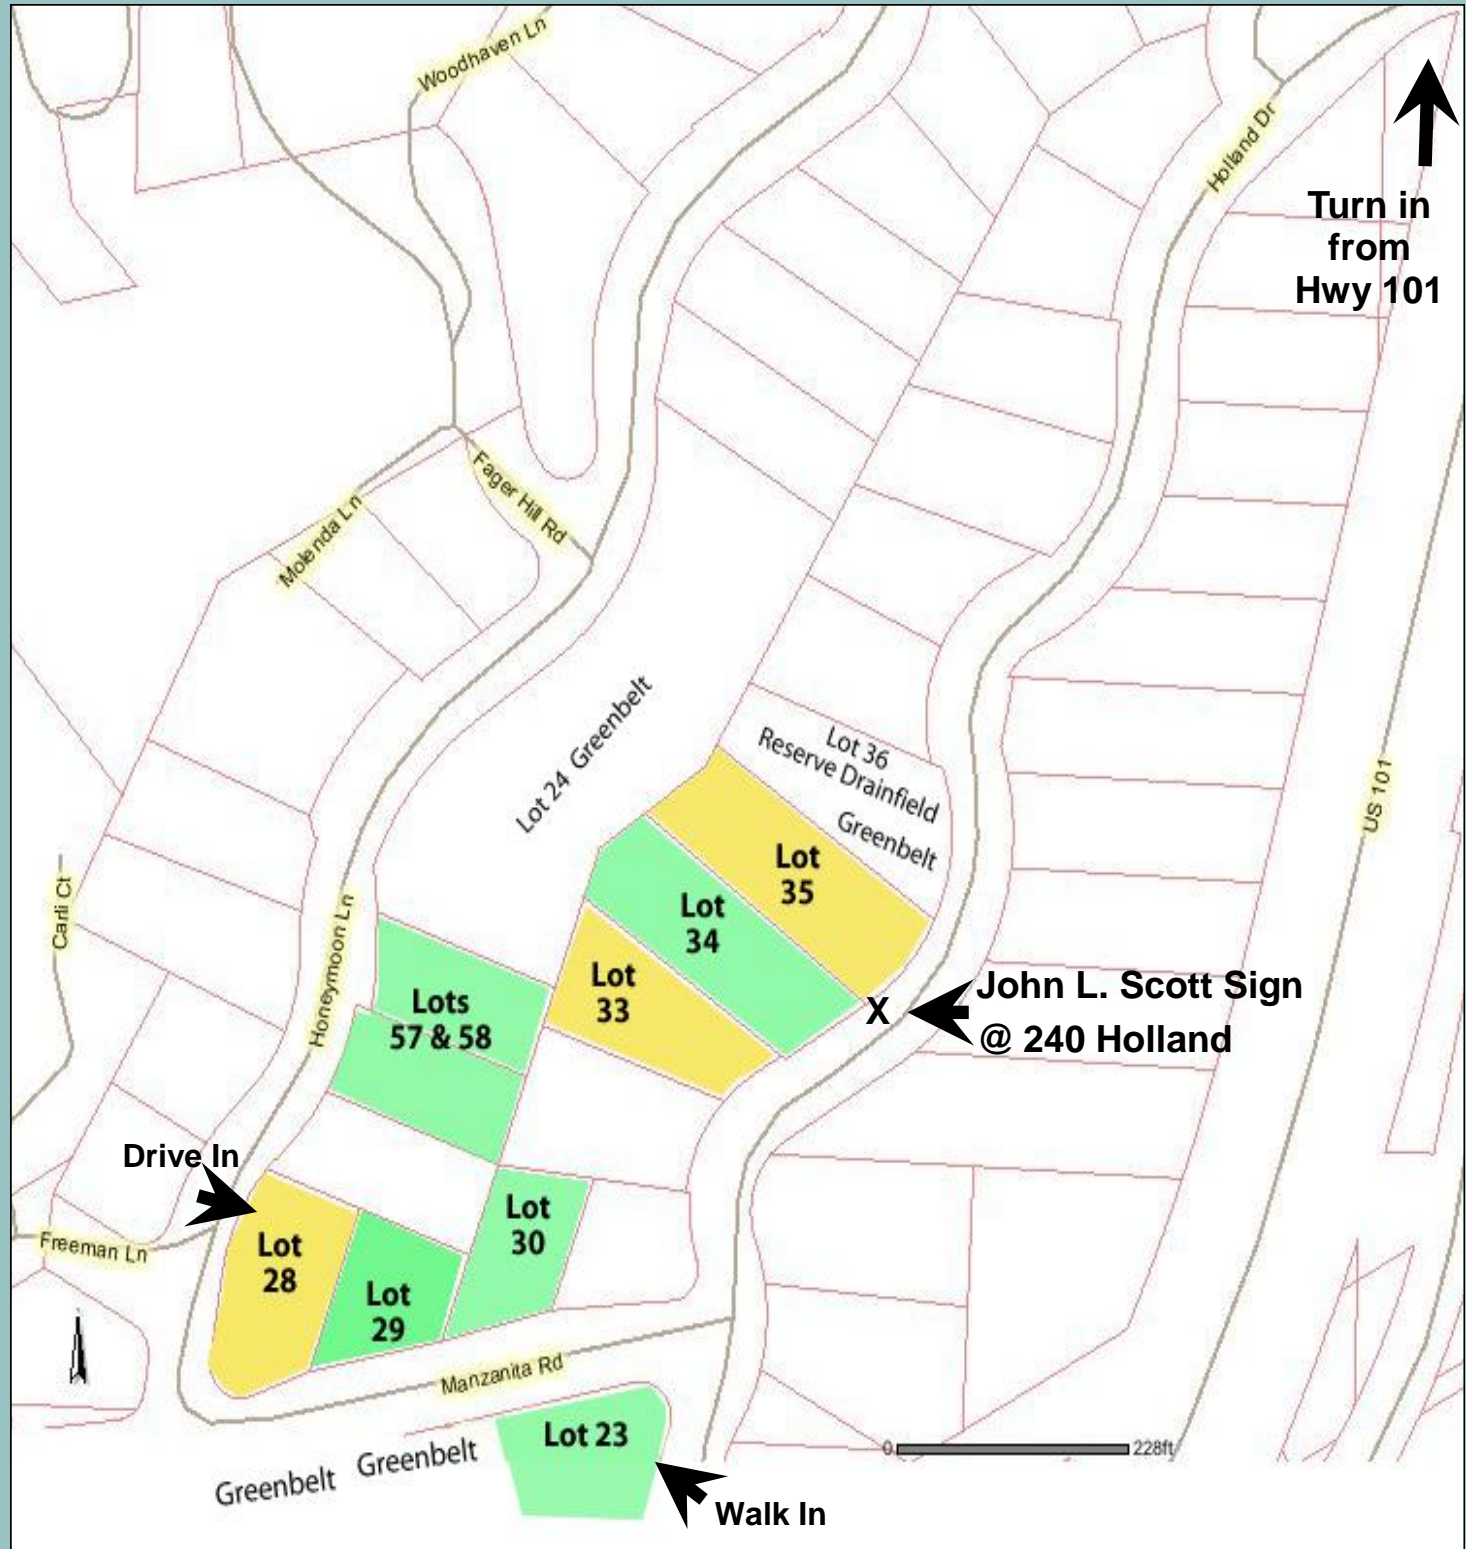 Woodhaven Ln
Holland Dr
Turn in
from
Hwy 101
Fager Hill Rd
Molenda Ln
Lot 24 Greenbelt
Lot 36
Reserve Drainfield
Greenbelt
US 101
Lot
35
Lot
34
Carli Ct
Honeymoon Ln
Lot
33
Lots
57 & 58
X
John L. Scott Sign
@ 240 Holland
Drive In
Lot
30
Freeman Ln
Lot
28
Lot
29
Manzanita Rd
Lot 23
0
228ft
Greenbelt
Greenbelt
Walk In